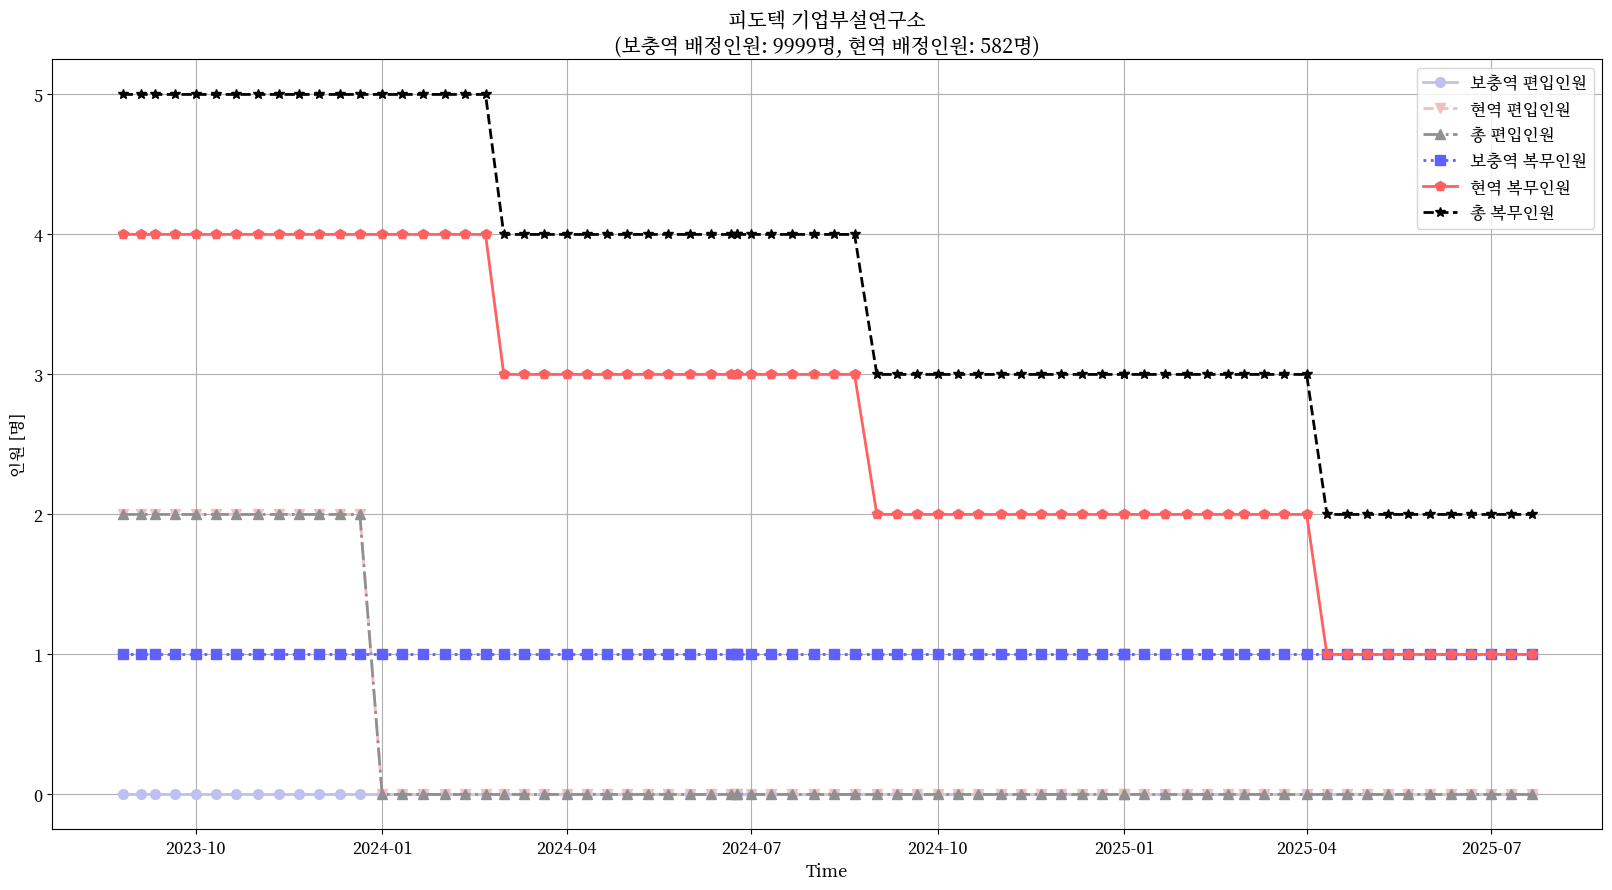 피도텍 기업부설연구소
(보충역 배정인원: 9999명, 현역 배정인원: 582명)
보충역 편입인원
현역 편입인원
총 편입인원
보충역 복무인원
현역 복무인원
총 복무인원
인원 [명]
5
4
3
2
1
0
2023-10
2024-01
2024-04
2024-07
2024-10
2025-01
2025-04
2025-07
Time